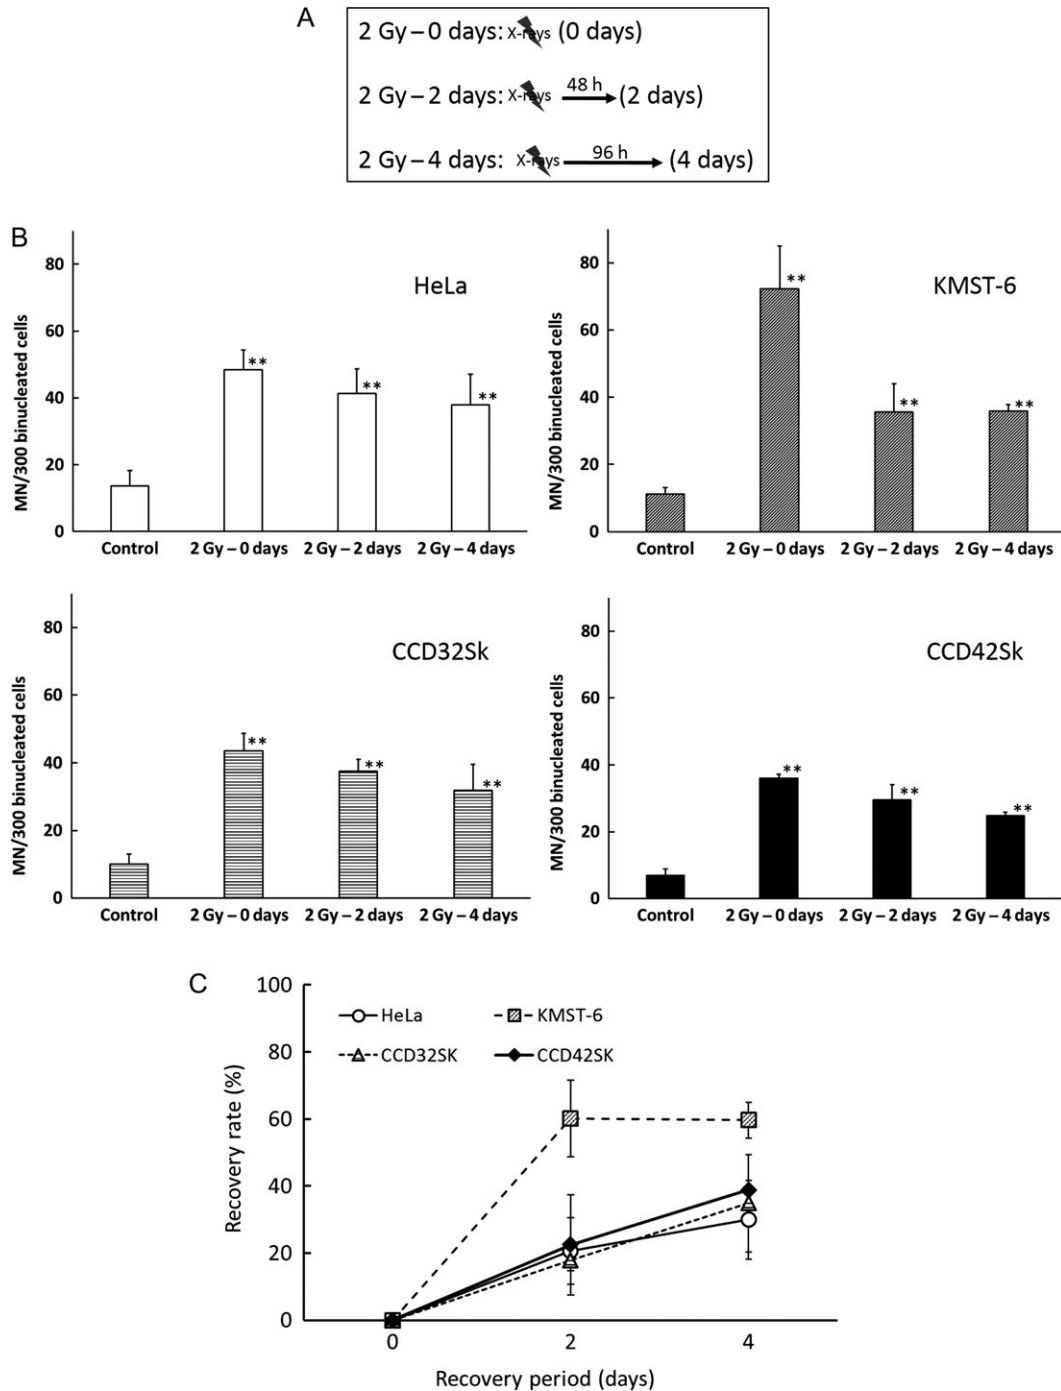 A
2 Gy – 0 days: X-rays (0 days)
48 h
2 Gy – 2 days: X-rays (2 days)
96 h
2 Gy – 4 days: X-rays (4 days)
B
MN/300 binucleated cells
80
60
40
20
0
HeLa
**
**
**
Control
2 Gy – 0 days
2 Gy – 2 days
2 Gy – 4 days
MN/300 binucleated cells
80
60
40
20
0
KMST-6
**
**
**
Control
2 Gy – 0 days
2 Gy – 2 days
2 Gy – 4 days
MN/300 binucleated cells
80
60
40
20
0
CCD32Sk
**
**
**
Control
2 Gy – 0 days
2 Gy – 2 days
2 Gy – 4 days
MN/300 binucleated cells
80
60
40
20
0
CCD42Sk
**
**
**
Control
2 Gy – 0 days
2 Gy – 2 days
2 Gy – 4 days
C
Recovery rate (%)
100
80
60
40
20
0
HeLa
KMST-6
CCD32SK
CCD42SK
0
2
4
Recovery period (days)